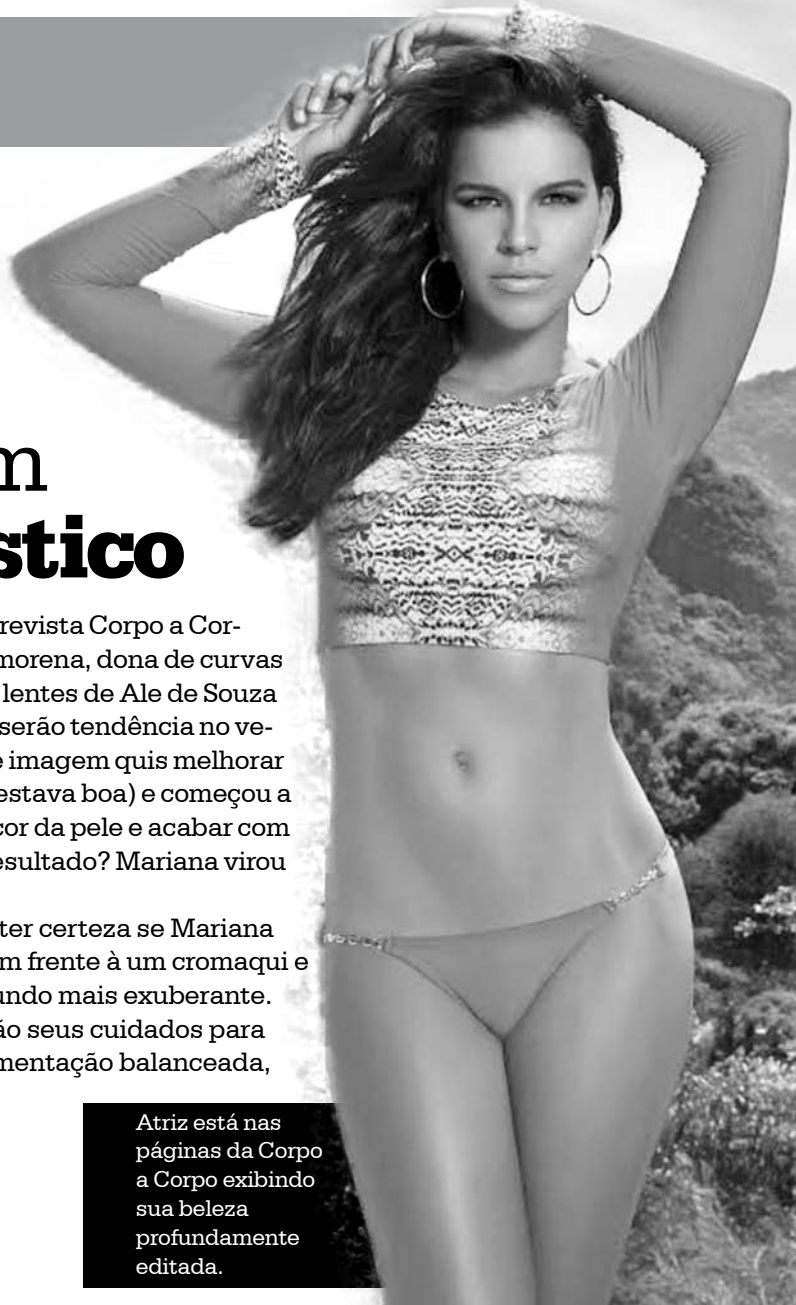 m
stico
revista Corpo a Cor-
morena, dona de curvas
lentes de Ale de Souza
serão tendência no ve-
e imagem quis melhorar
estava boa) e começou a
cor da pele e acabar com
esultado? Mariana virou
ter certeza se Mariana
m frente à um cromaqui e
undo mais exuberante.
ão seus cuidados para
mentação balanceada,
Atriz está nas
páginas da Corpo
a Corpo exibindo
sua beleza
profundamente
editada.